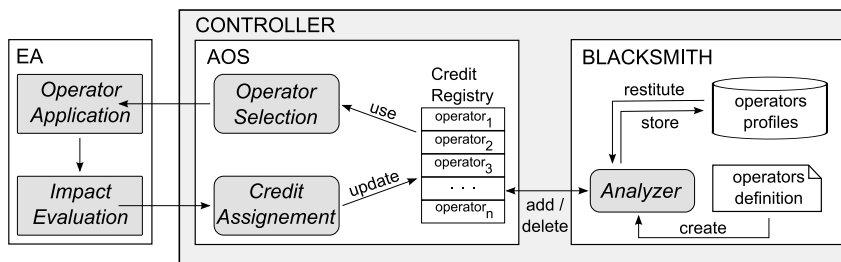 CONTROLLER
EA
AOS
BLACKSMITH
Operator
Application
Operator
Selection
use
Credit
Registry
operator1
operator2
operator3
. . .
operatorn
restitute
store
operators
profiles
Impact
Evaluation
Credit
Assignement
update
add /
delete
Analyzer
operators
definition
create